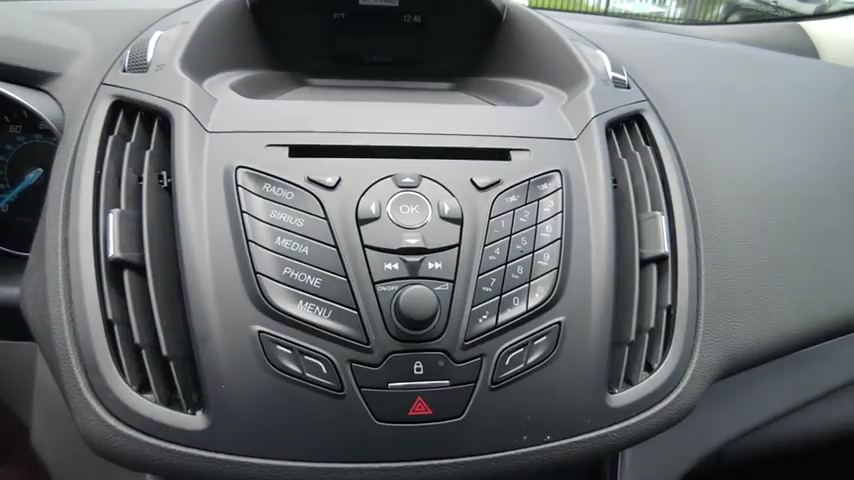 12:46
RADIO
SIRIUS
MEDIA
PHONE
MENU
OK
ON/OFF
1 2 3
4 5 6
7 8 9
0
60